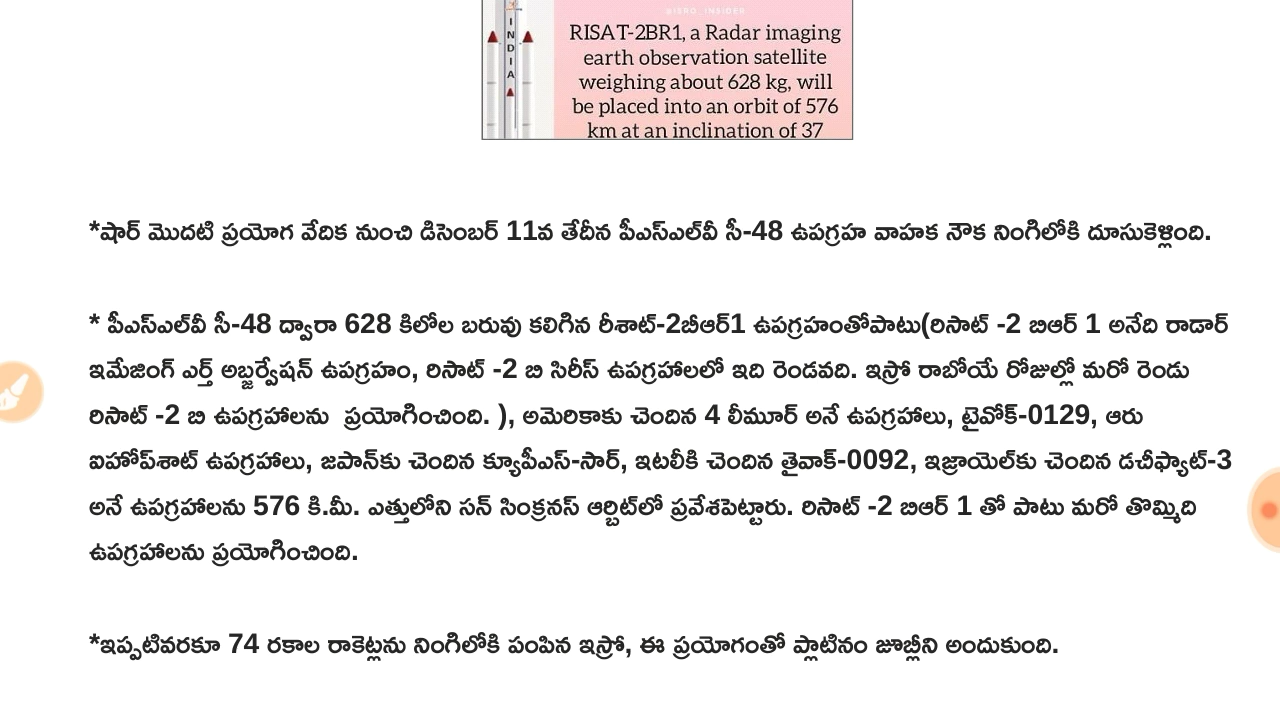 @ISRO_INSIDER
INDIA
RISAT-2BR1, a Radar imaging
earth observation satellite
weighing about 628 kg, will
be placed into an orbit of 576
km at an inclination of 37
*షార్ మొదటి ప్రయోగ వేదిక నుంచి డిసెంబర్ 11వ తేదీన పీఎస్ఎల్‌వీ సీ-48 ఉపగ్రహ వాహక నౌక నింగిలోకి దూసుకెళ్లింది.
* పీఎస్ఎల్‌వీ సీ-48 ద్వారా 628 కిలోల బరువు కలిగిన రీశాట్-2బీఆర్1 ఉపగ్రహంతోపాటు(రిసాట్ -2 బిఆర్ 1 అనేది రాడార్
ఇమేజింగ్ ఎర్త్ అబ్జర్వేషన్ ఉపగ్రహం, రిసాట్ -2 బి సిరీస్ ఉపగ్రహాలలో ఇది రెండవది. ఇస్రో రాబోయే రోజుల్లో మరో రెండు
రిసాట్ -2 బి ఉపగ్రహాలను ప్రయోగించింది. ), అమెరికాకు చెందిన 4 లీమూర్ అనే ఉపగ్రహాలు, టైవోక్-0129, ఆరు
ఐహోప్‌శాట్ ఉపగ్రహాలు, జపాన్‌కు చెందిన క్యూపీఎస్-సార్, ఇటలీకి చెందిన తైవాక్-0092, ఇజ్రాయెల్‌కు చెందిన డచీఫ్యాట్-3
అనే ఉపగ్రహాలను 576 కి.మీ. ఎత్తులోని సన్ సింక్రనస్ ఆర్బిట్‌లో ప్రవేశపెట్టారు. రిసాట్ -2 బిఆర్ 1 తో పాటు మరో తొమ్మిది
ఉపగ్రహాలను ప్రయోగించింది.
*ఇప్పటివరకూ 74 రకాల రాకెట్లను నింగిలోకి పంపిన ఇస్రో, ఈ ప్రయోగంతో ప్లాటినం జూబ్లీని అందుకుంది.